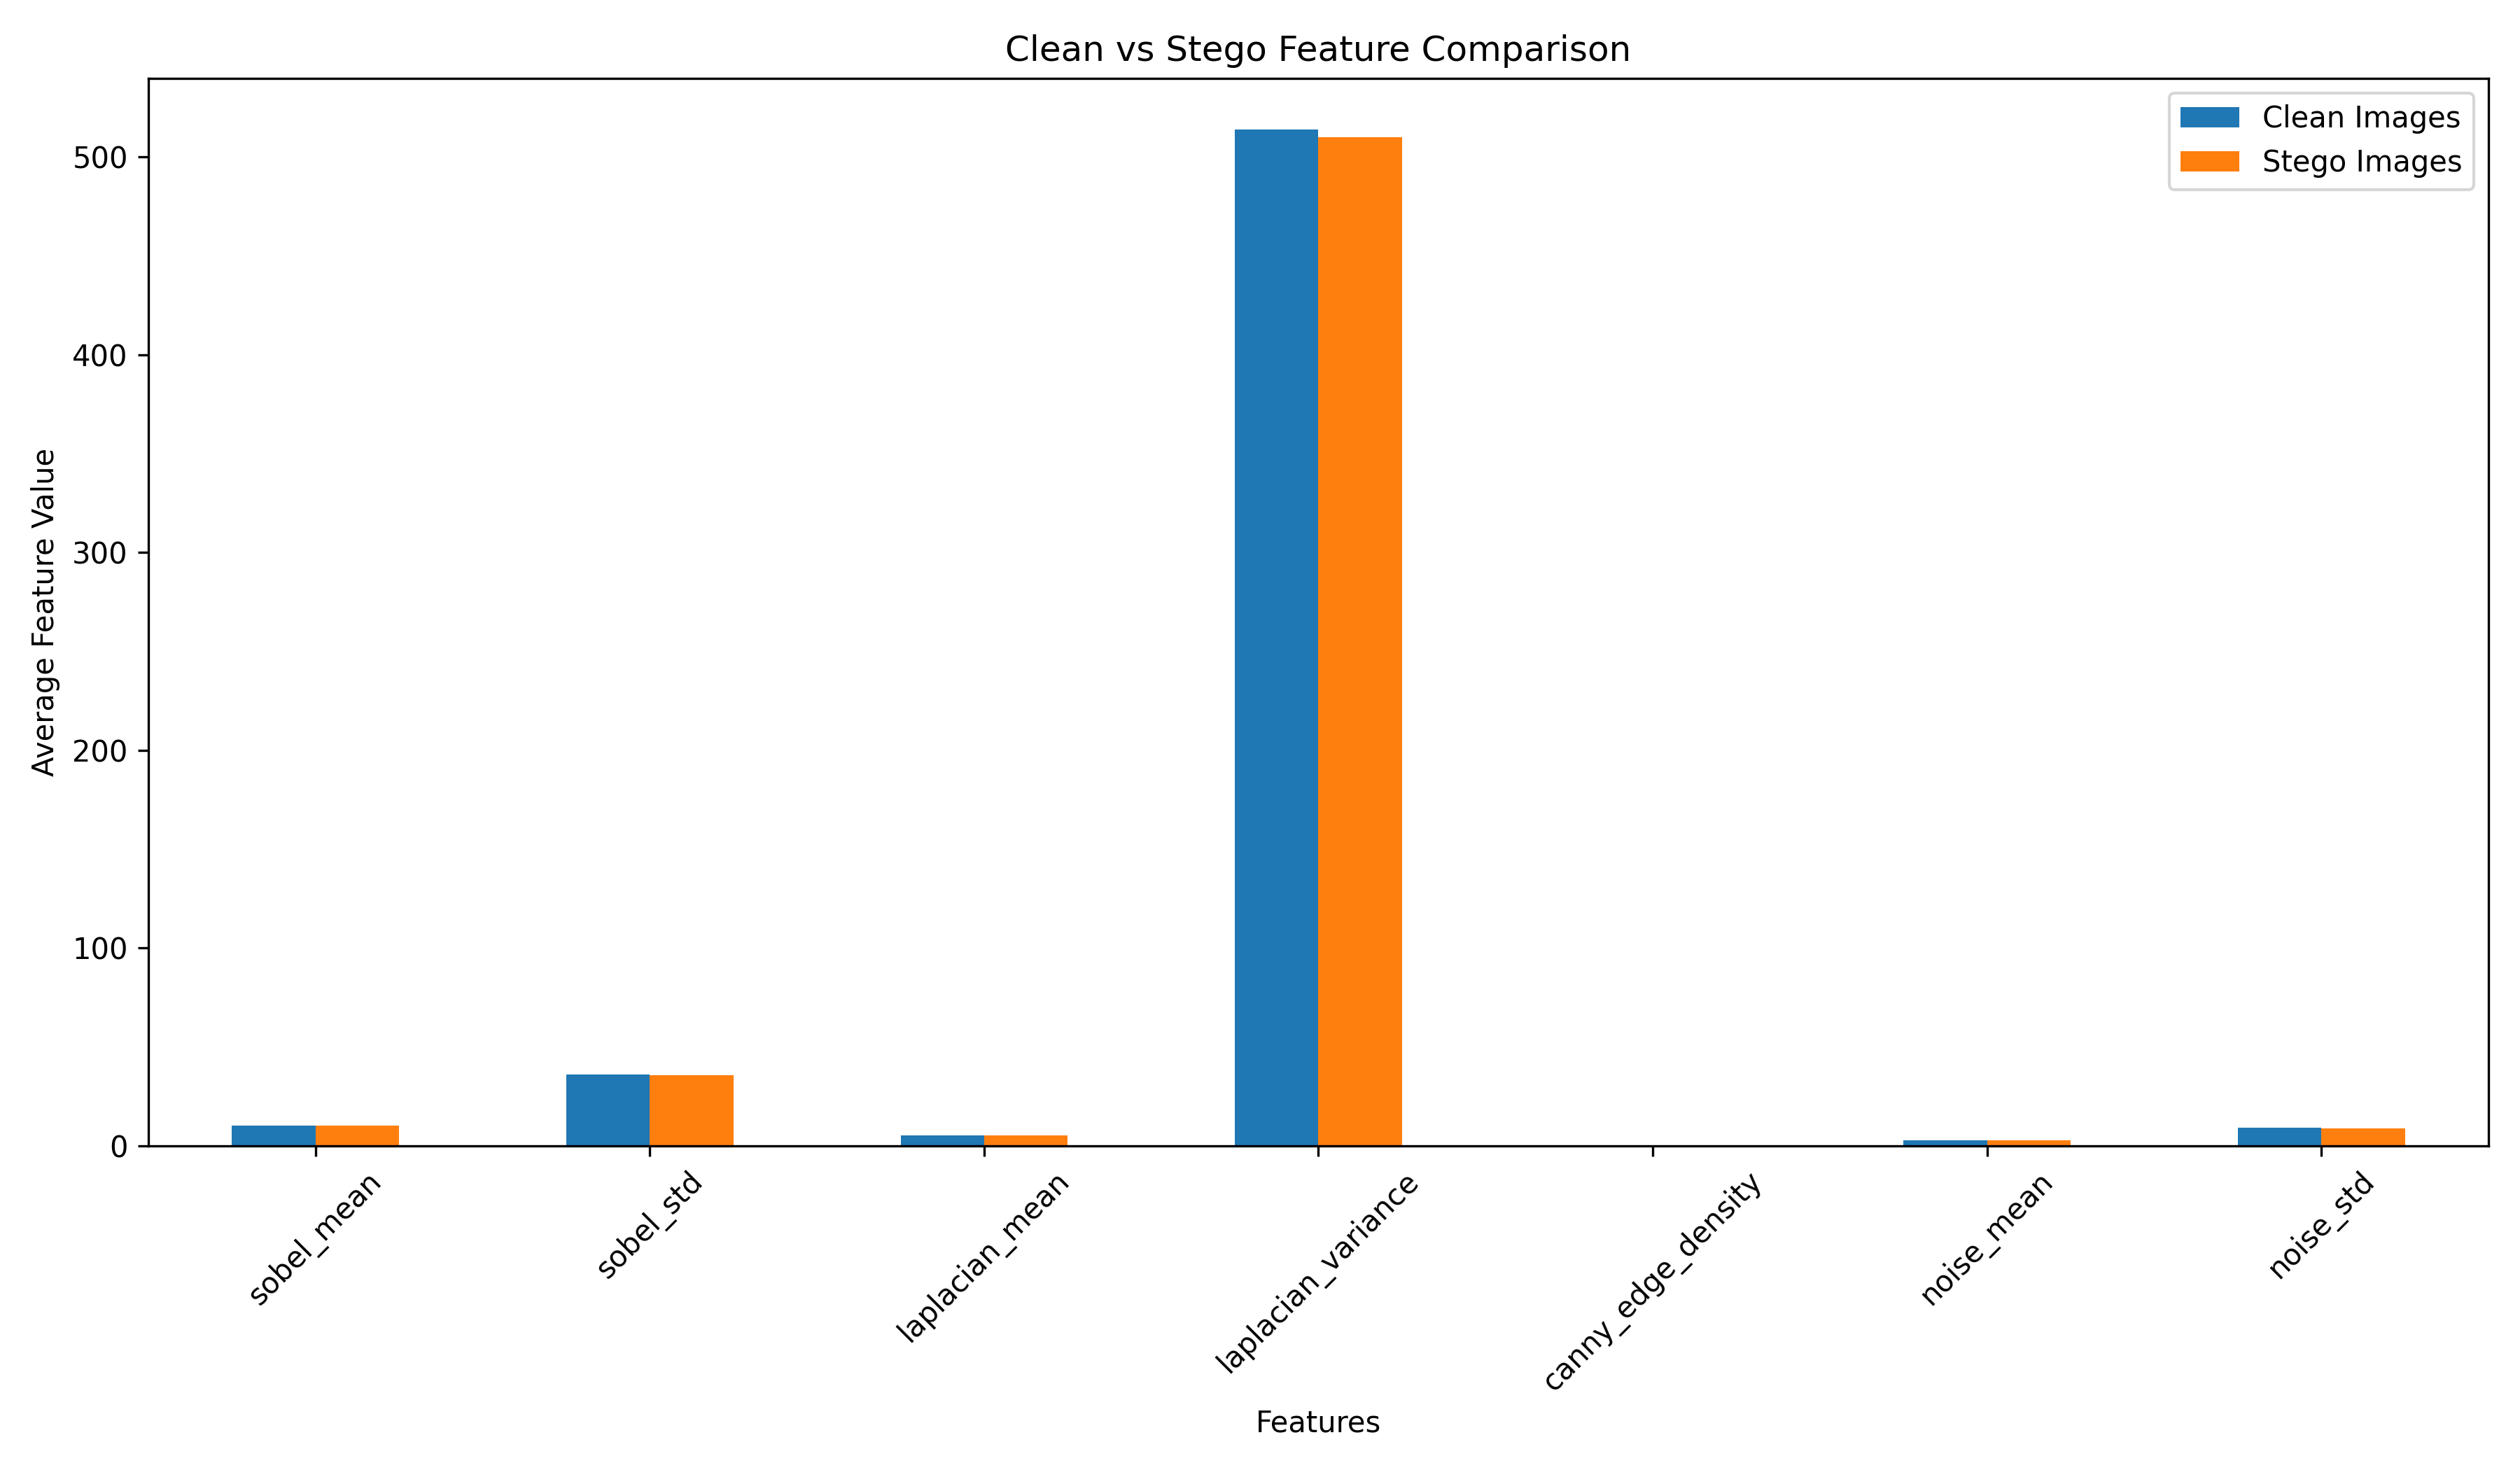 Clean vs Stego Feature Comparison
Clean Images
Stego Images
Average Feature Value
500
400
300
200
100
0
sobel_mean
sobel_std
laplacian_mean
laplacian_variance
canny_edge_density
noise_mean
noise_std
Features